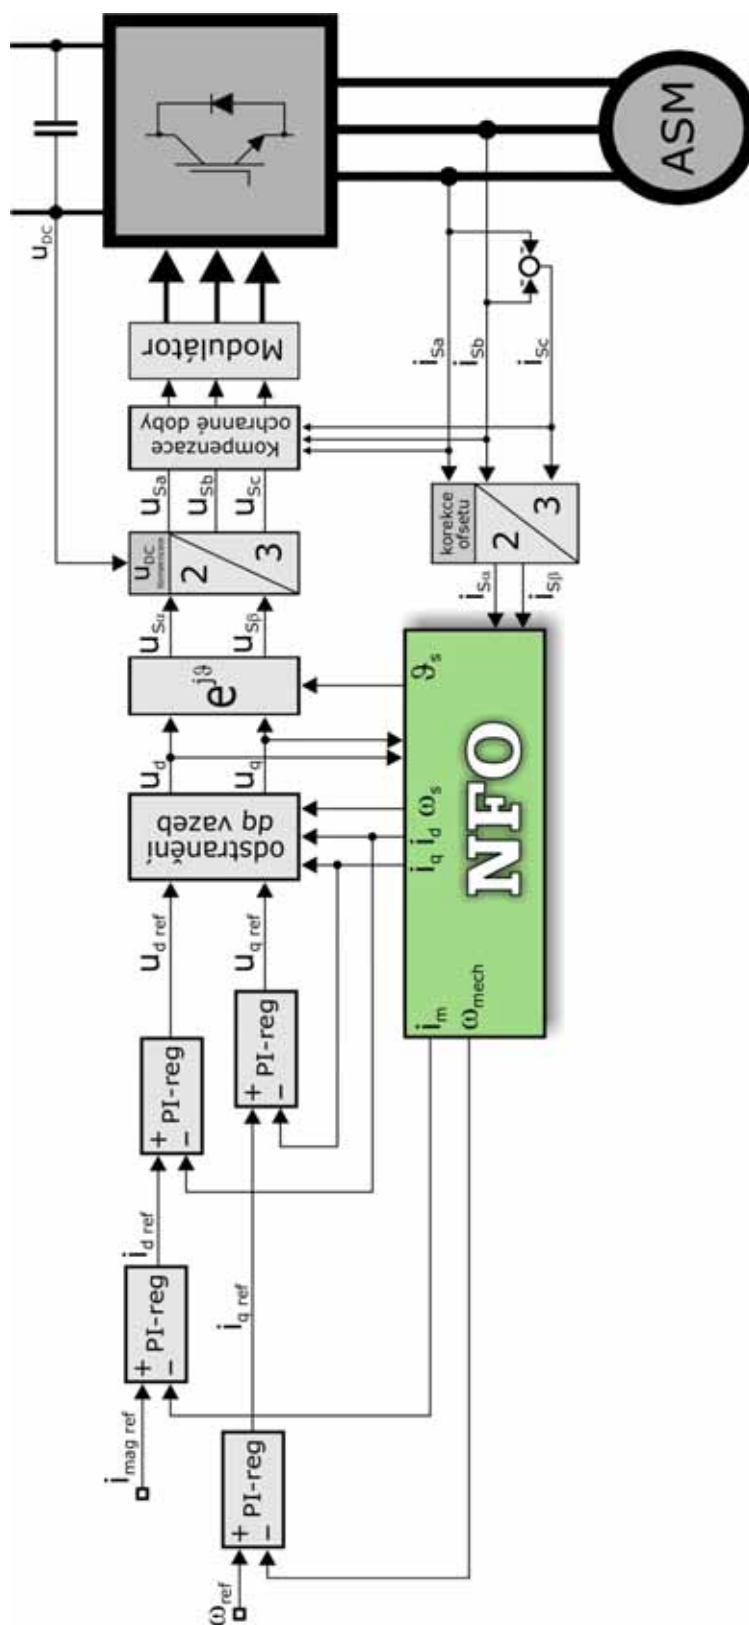 ω_ref
i_mag ref
+
−
PI-reg
+
−
PI-reg
i_d ref
i_q ref
+
−
PI-reg
+
−
PI-reg
u_d ref
u_q ref
odstranění
dq vazeb
u_d
u_q
e^jϑ
u_Sα
u_Sβ
u_DC
2
3
u_Sa
u_Sb
u_Sc
Kompenzace
ochranné doby
Modulátor
u_DC
ASM
i_Sa
i_Sb
i_Sc
-
-
korekce
ofsetu
2
3
i_Sα
i_Sβ
NFO
ϑ_s
ω_s
i_d
i_q
i_m
ω_mech